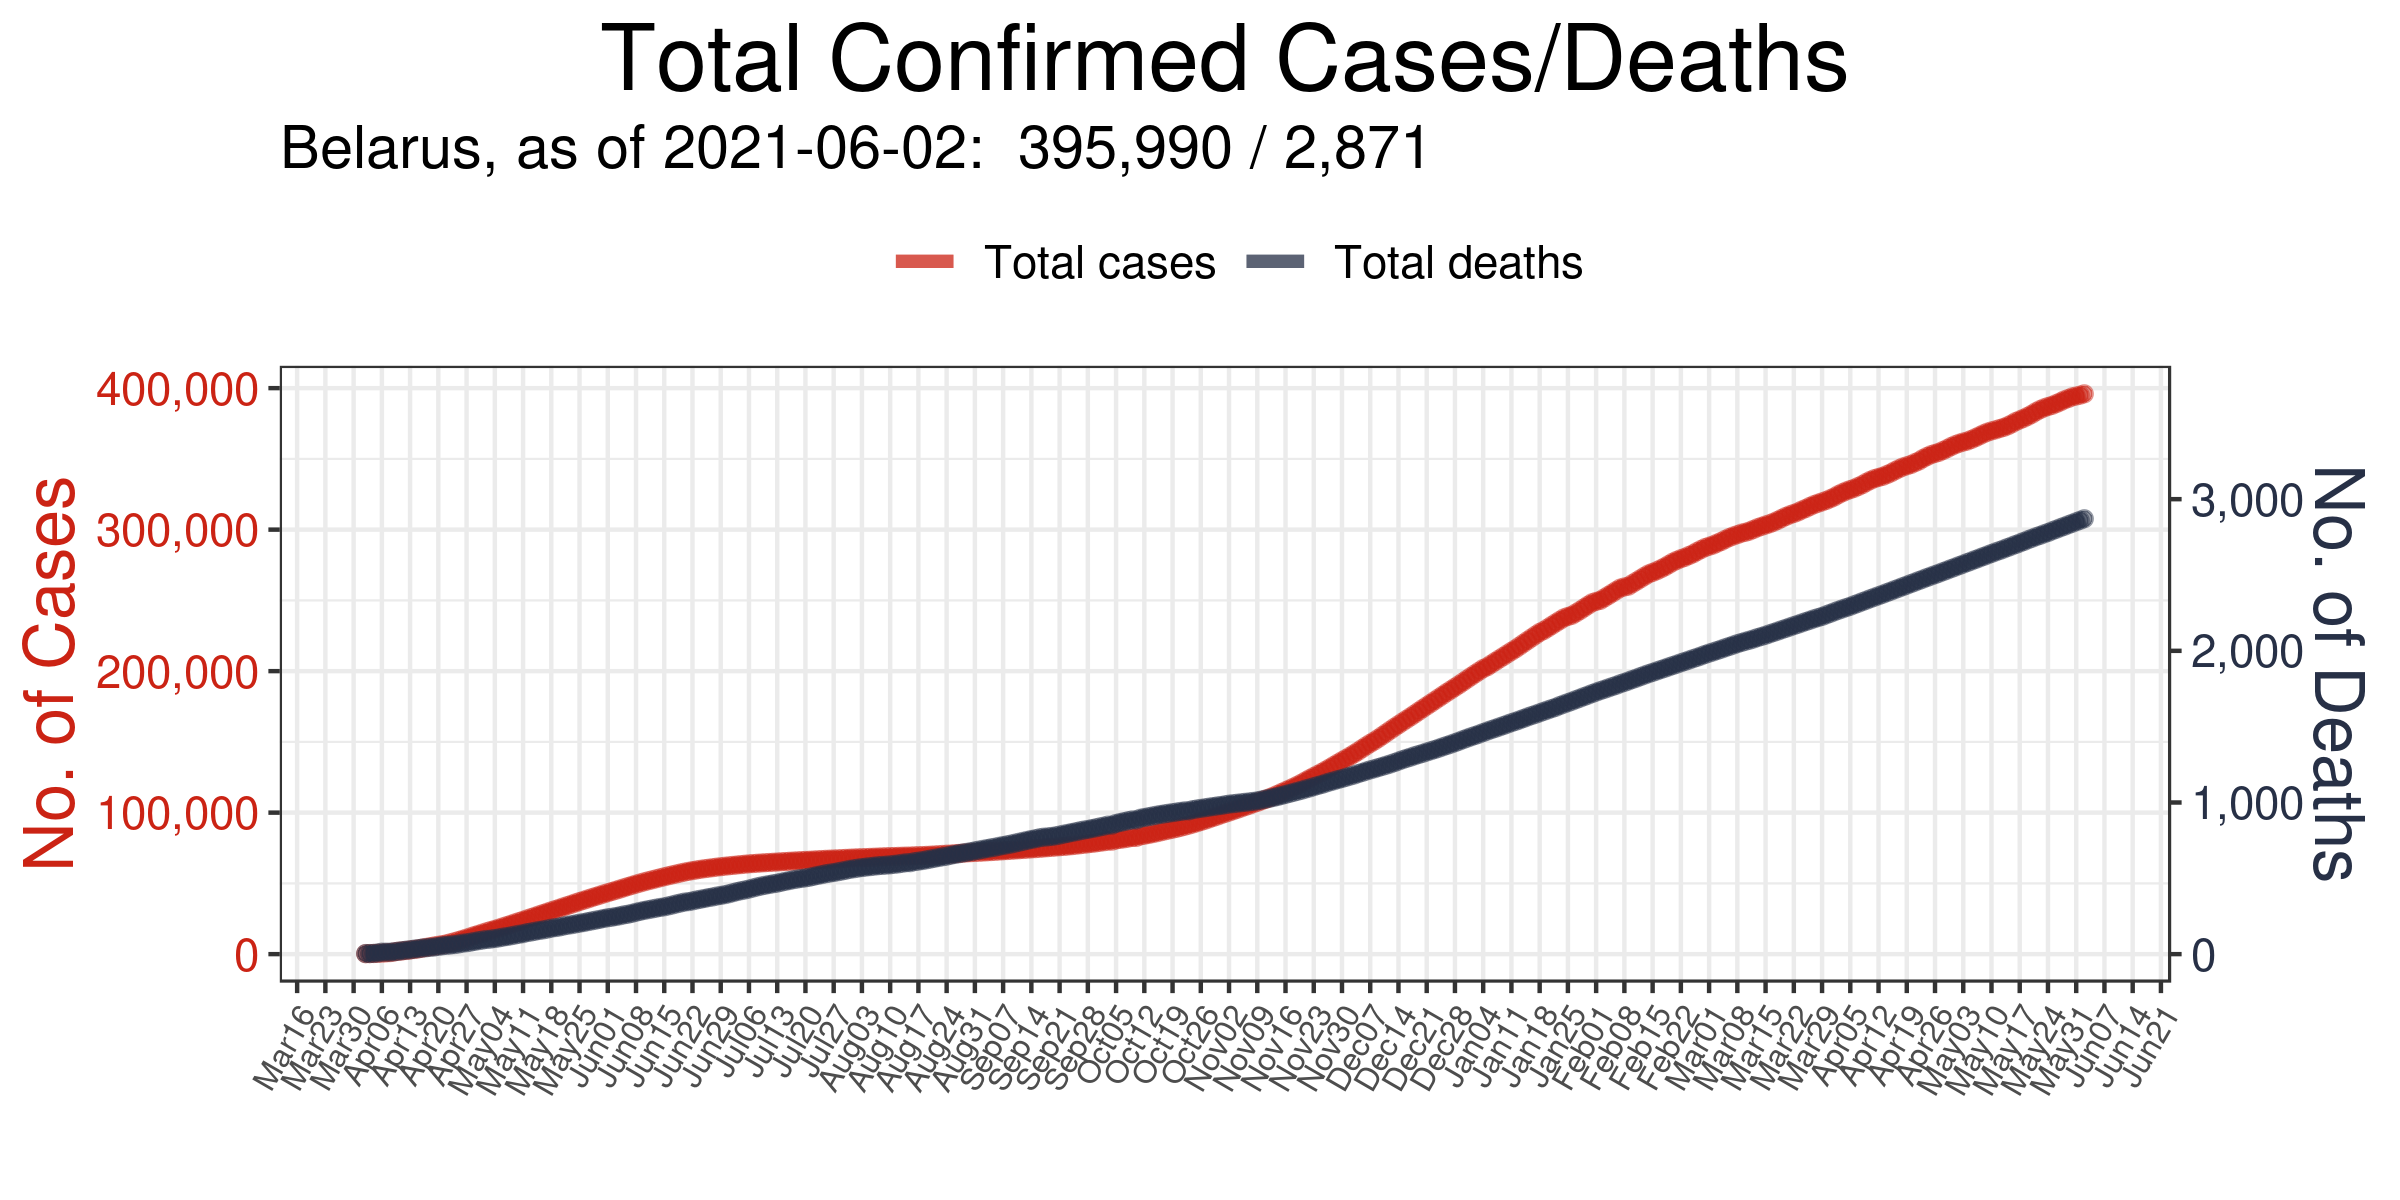 Total Confirmed Cases/Deaths
Belarus, as of 2021-06-02:  395,990 / 2,871
Total cases
Total deaths
No. of Cases
400,000
300,000
200,000
100,000
0
3,000
2,000
1,000
0
No. of Deaths
Mar16
Mar23
Mar30
Apr06
Apr13
Apr20
Apr27
May04
May11
May18
May25
Jun01
Jun08
Jun15
Jun22
Jun29
Jul06
Jul13
Jul20
Jul27
Aug03
Aug10
Aug17
Aug24
Aug31
Sep07
Sep14
Sep21
Sep28
Oct05
Oct12
Oct19
Oct26
Nov02
Nov09
Nov16
Nov23
Nov30
Dec07
Dec14
Dec21
Dec28
Jan04
Jan11
Jan18
Jan25
Feb01
Feb08
Feb15
Feb22
Mar01
Mar08
Mar15
Mar22
Mar29
Apr05
Apr12
Apr19
Apr26
May03
May10
May17
May24
May31
Jun07
Jun14
Jun21